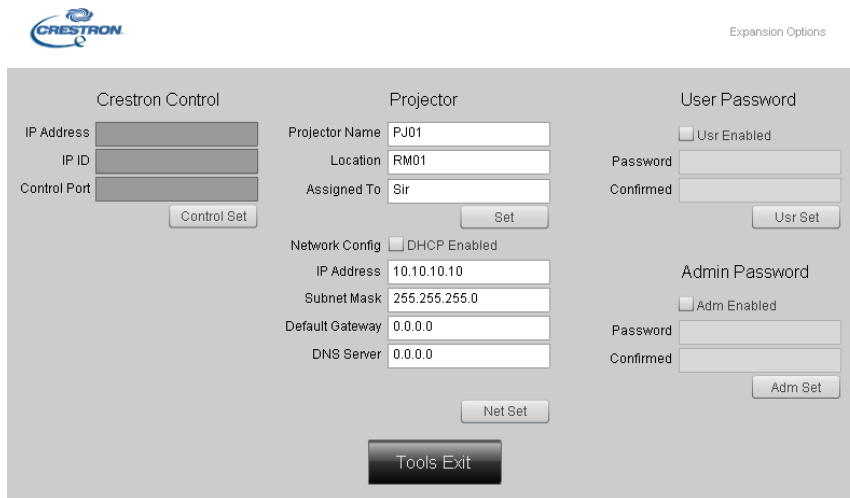 CRESTRON
Expansion Options
Crestron Control
IP Address
IP ID
Control Port
Control Set
Projector
Projector Name PJ01
Location RM01
Assigned To Sir
Set
Network Config DHCP Enabled
IP Address 10.10.10.10
Subnet Mask 255.255.255.0
Default Gateway 0.0.0.0
DNS Server 0.0.0.0
Net Set
User Password
Usr Enabled
Password
Confirmed
Usr Set
Admin Password
Adm Enabled
Password
Confirmed
Adm Set
Tools Exit